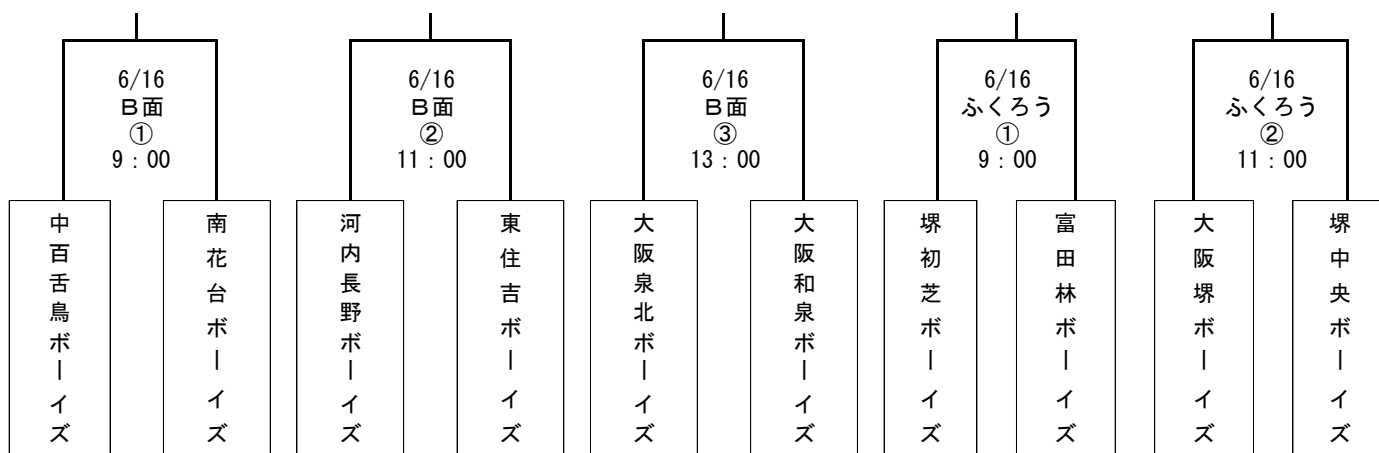 6/16
B面
①
9：00
6/16
B面
②
11：00
6/16
B面
③
13：00
6/16
ふくろう
①
9：00
6/16
ふくろう
②
11：00
中百舌鳥ボーイズ
南花台ボーイズ
河内長野ボーイズ
東住吉ボーイズ
大阪泉北ボーイズ
大阪和泉ボーイズ
堺初芝ボーイズ
富田林ボーイズ
大阪堺ボーイズ
堺中央ボーイズ